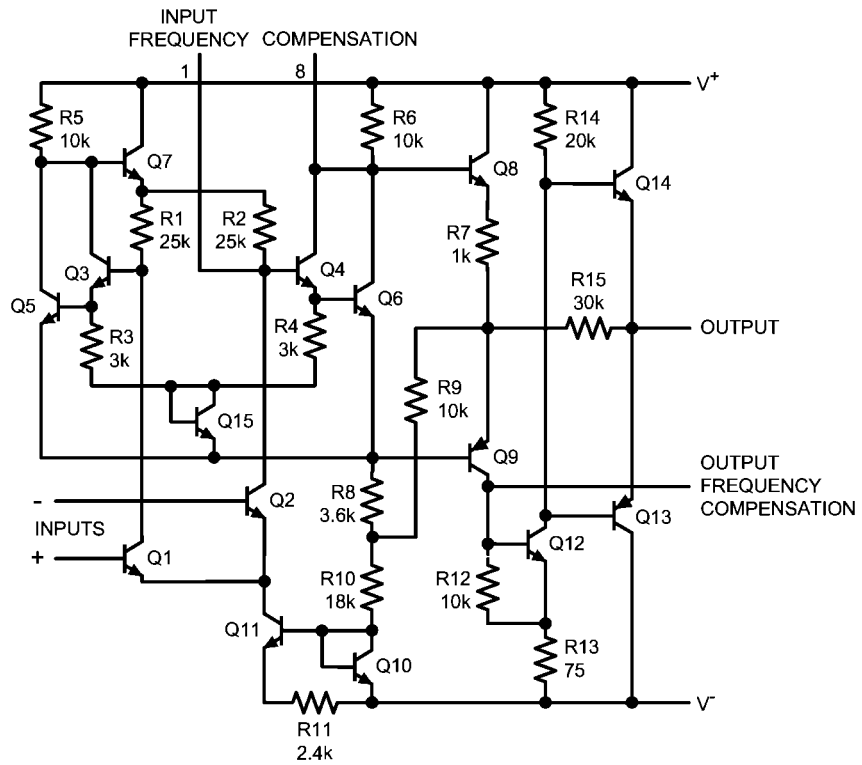 INPUT
FREQUENCY COMPENSATION
1
8
V+
R5
10k
Q7
R6
10k
R14
20k
Q8
Q14
R1
25k
R2
25k
R7
1k
Q3
Q4
Q5
Q6
R15
30k
R3
3k
R4
3k
OUTPUT
R9
10k
Q15
Q9
OUTPUT
FREQUENCY
COMPENSATION
-
Q2
R8
3.6k
INPUTS
+
Q1
Q12
Q13
R10
18k
R12
10k
Q11
Q10
R13
75
R11
2.4k
V-